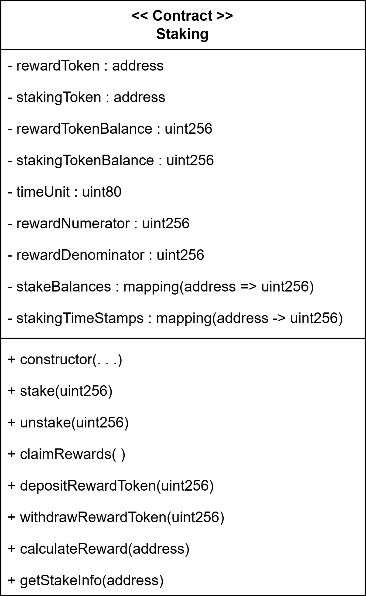 << Contract >>
Staking
- rewardToken : address
- stakingToken : address
- rewardTokenBalance : uint256
- stakingTokenBalance : uint256
- timeUnit : uint80
- rewardNumerator : uint256
- rewardDenominator : uint256
- stakeBalances : mapping(address => uint256)
- stakingTimeStamps : mapping(address -> uint256)
+ constructor(. . .)
+ stake(uint256)
+ unstake(uint256)
+ claimRewards( )
+ depositRewardToken(uint256)
+ withdrawRewardToken(uint256)
+ calculateReward(address)
+ getStakeInfo(address)